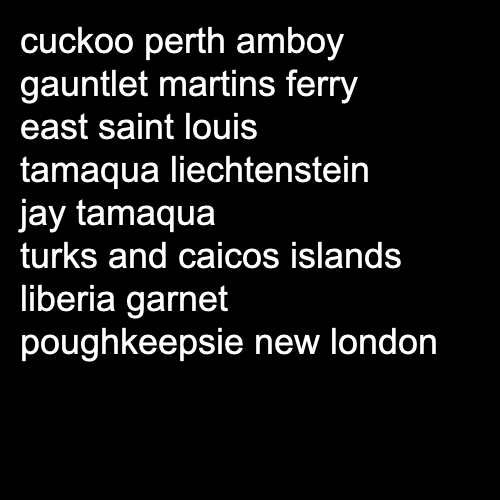 cuckoo perth amboy
gauntlet martins ferry
east saint louis
tamaqua liechtenstein
jay tamaqua
turks and caicos islands
liberia garnet
poughkeepsie new london